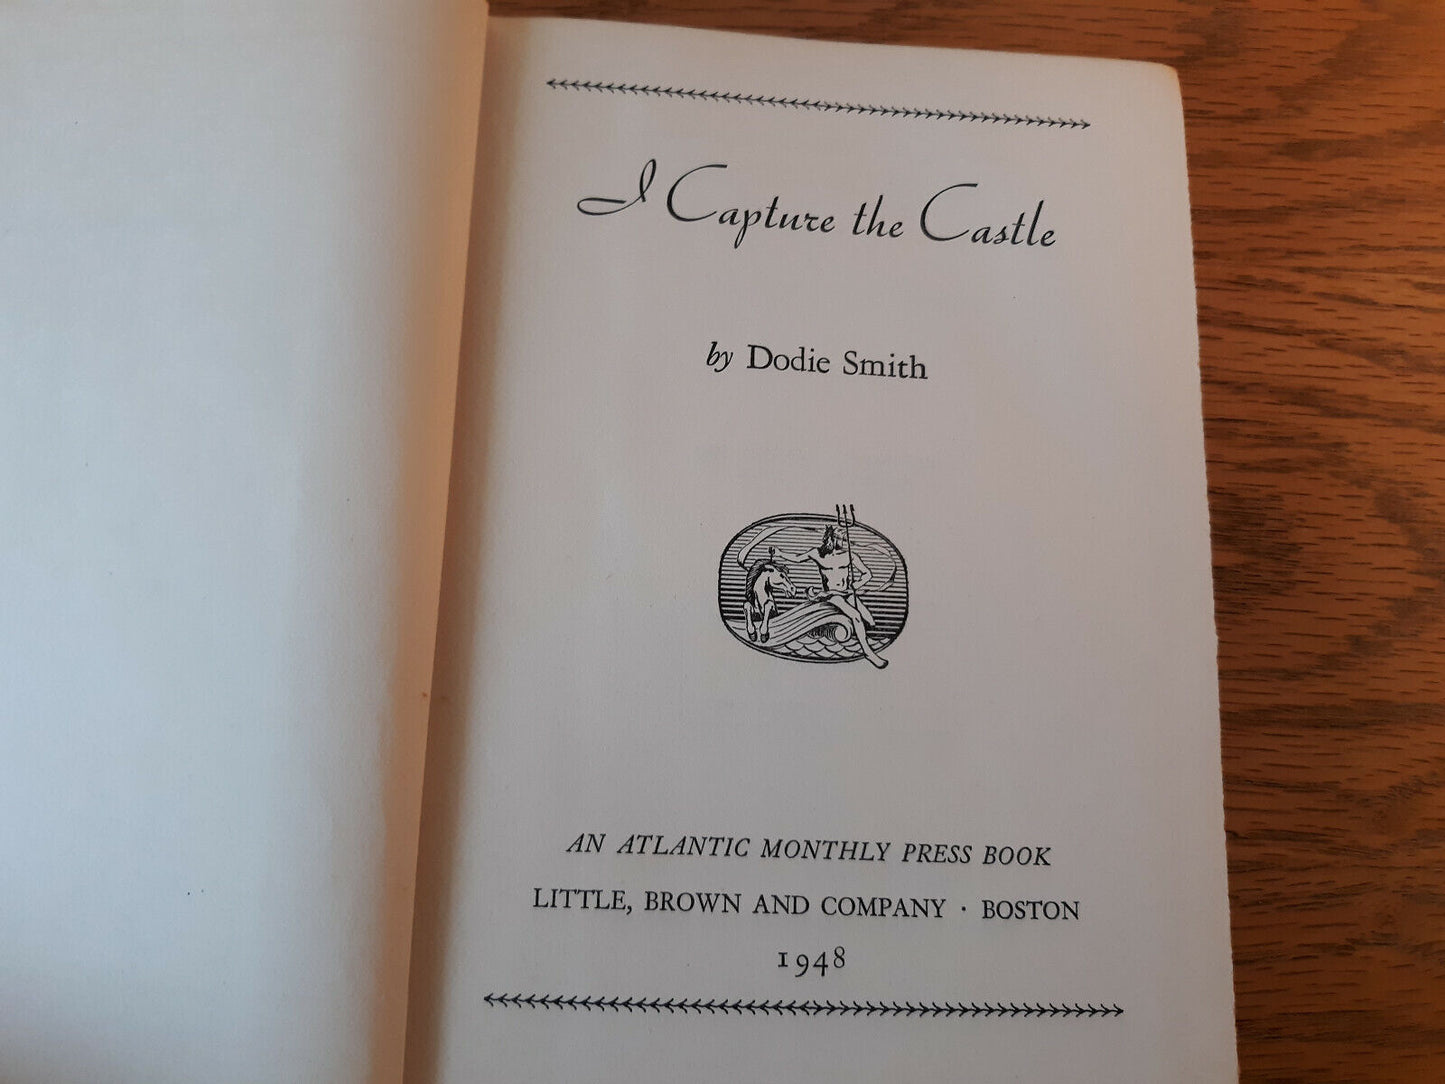 I Capture the Castle
by Dodie Smith
AN ATLANTIC MONTHLY PRESS BOOK
LITTLE, BROWN AND COMPANY · BOSTON
1948